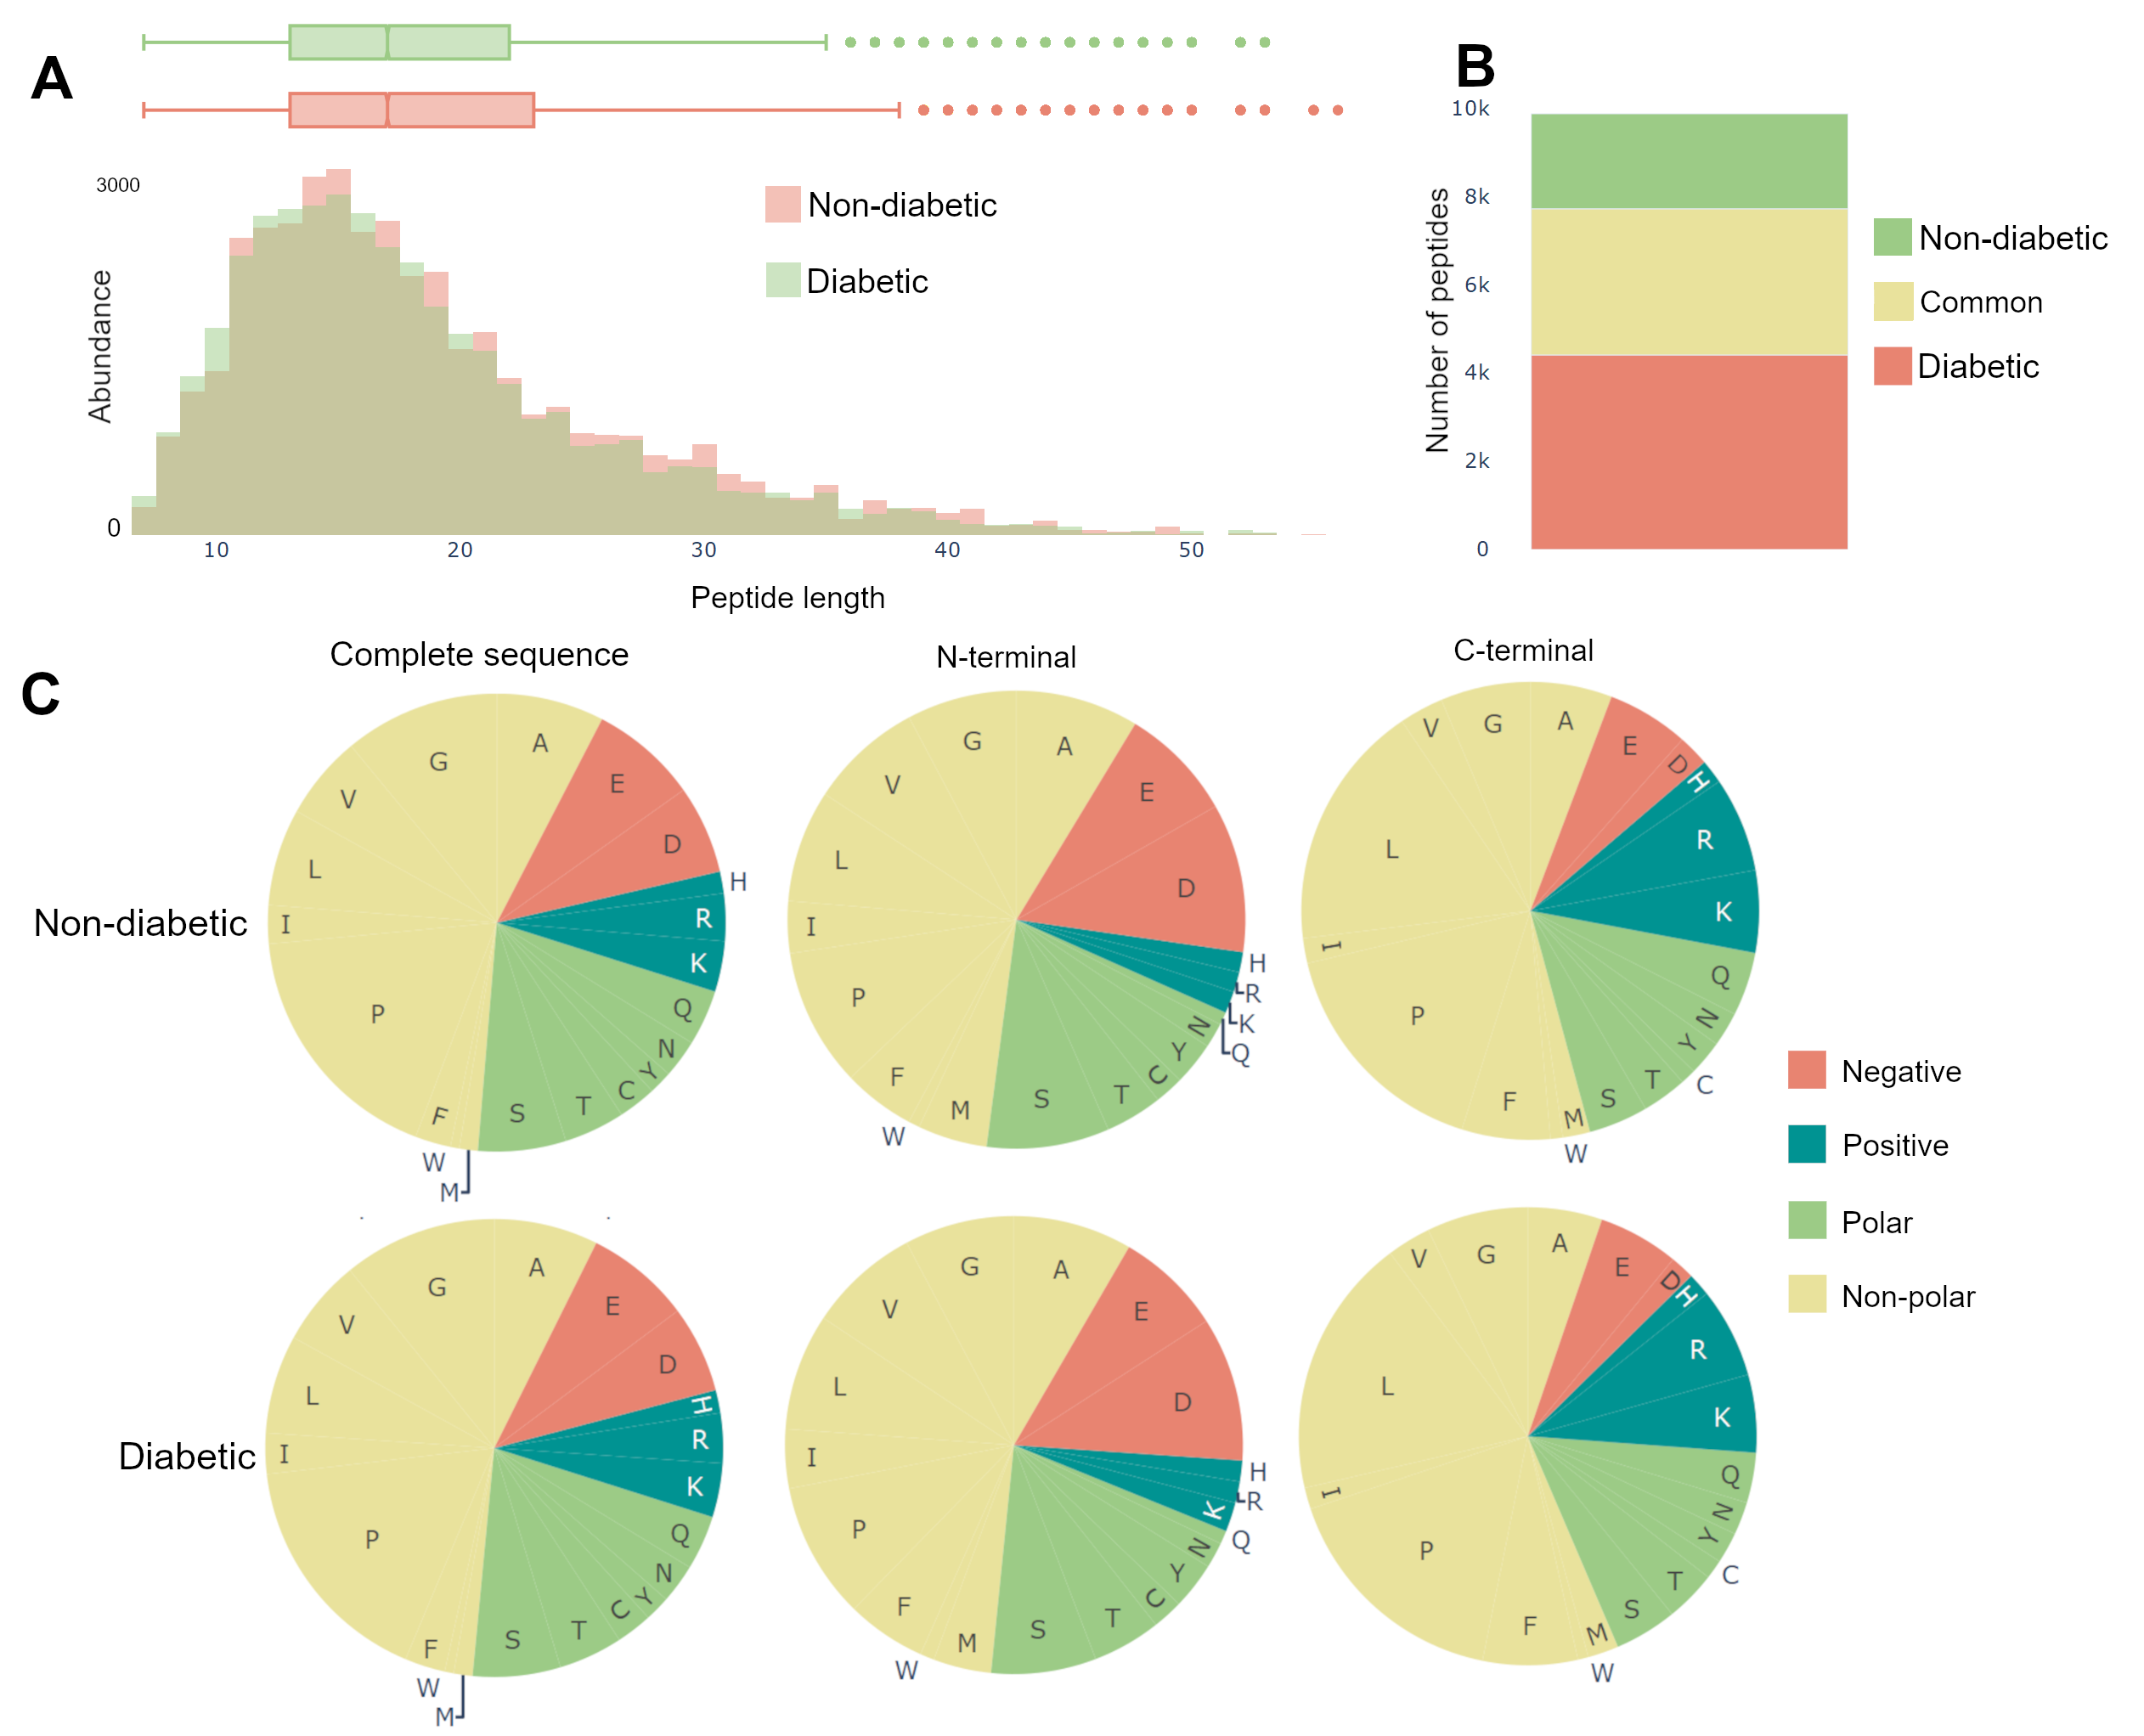 A
3000
0
Abundance
10 20 30 40 50
Peptide length
Non-diabetic
Diabetic
B
10k
8k
6k
4k
2k
0
Number of peptides
Non-diabetic
Common
Diabetic
C
Complete sequence
N-terminal
C-terminal
Non-diabetic
G A E D H R K Q N Y C T S M W F P I L V
G A E D H R K Q N Y C T S M W F P I L V
G A E D H R K Q N Y C T S M W F P I L V
Diabetic
G A E D H R K Q N Y C T S M W F P I L V
G A E D H R K Q N Y C T S M W F P I L V
G A E D H R K Q N Y C T S M W F P I L V
Negative
Positive
Polar
Non-polar